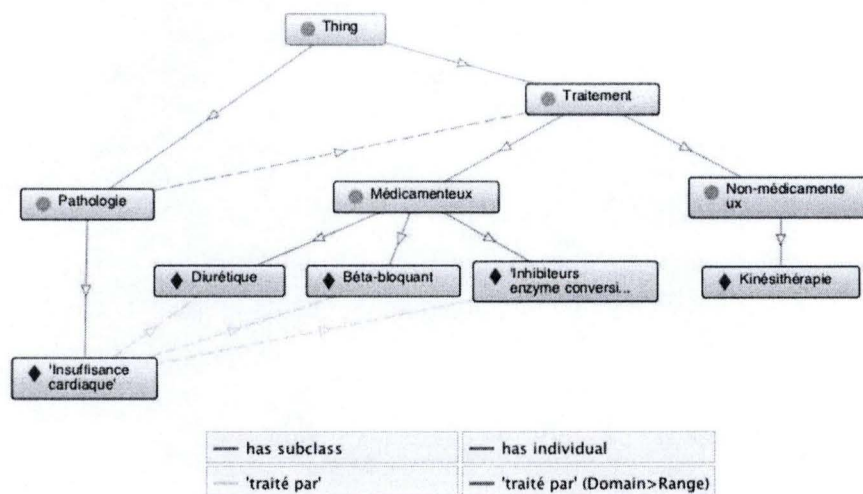 Thing
Traitement
Pathologie
Médicamenteux
Non-médicamente
ux
Diurétique
Béta-bloquant
'Inhibiteurs
enzyme conversi...
Kinésithérapie
'Insuffisance
cardiaque'
has subclass
has individual
'traité par'
'traité par' (Domain>Range)